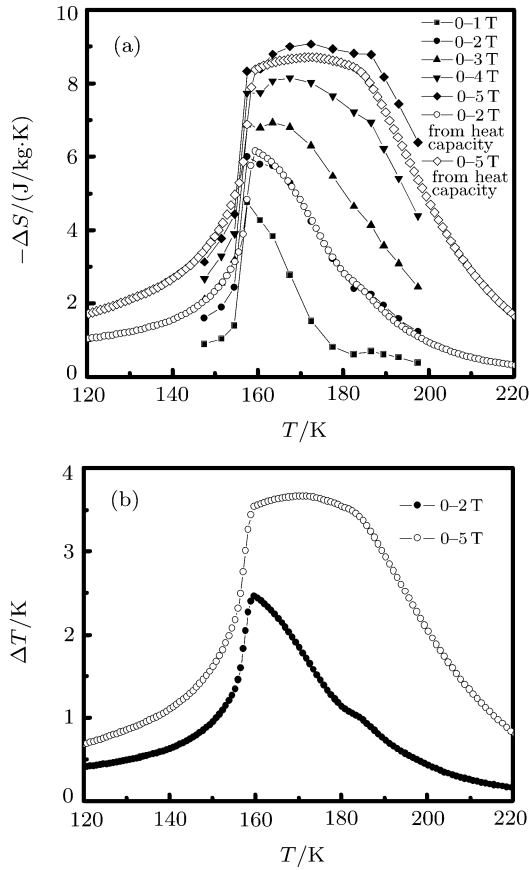 (a)
0–1 T
0–2 T
0–3 T
0–4 T
0–5 T
0–2 T
from heat
capacity
0–5 T
from heat
capacity
10
8
6
4
2
0
−ΔS/(J/kg·K)
120 140 160 180 200 220
T/K
(b)
0–2 T
0–5 T
4
3
2
1
0
ΔT/K
120 140 160 180 200 220
T/K